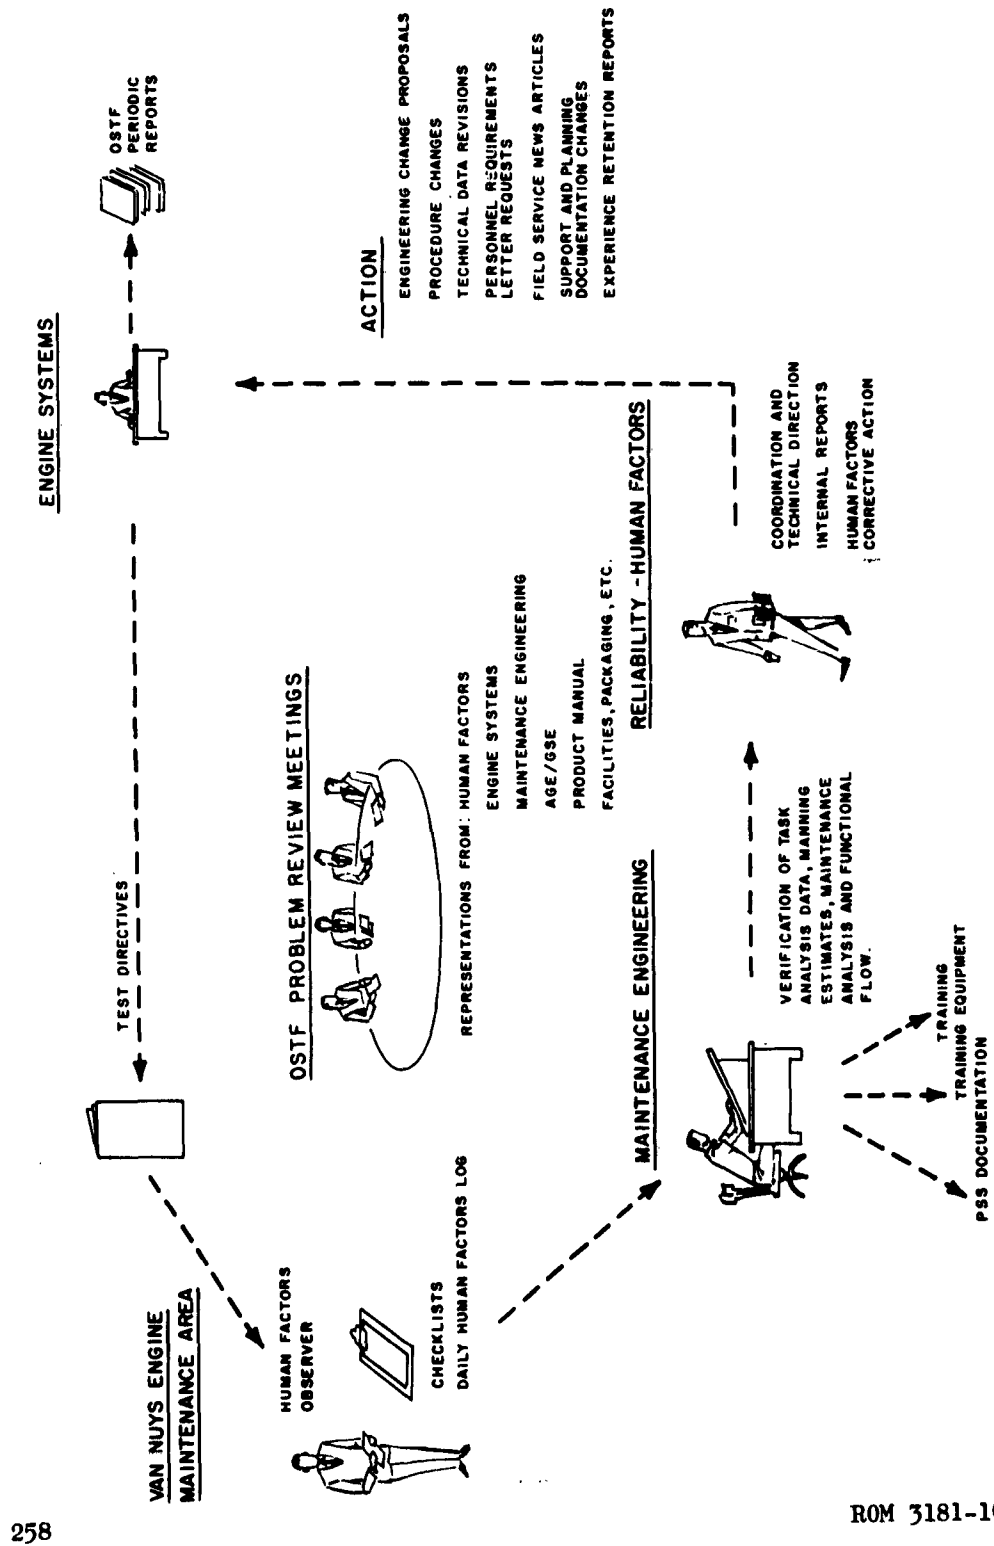 ENGINE SYSTEMS
OSTF
PERIODIC
REPORTS
TEST DIRECTIVES
VAN NUYS ENGINE
MAINTENANCE AREA
HUMAN FACTORS
OBSERVER
CHECKLISTS
DAILY HUMAN FACTORS LOG
OSTF PROBLEM REVIEW MEETINGS
REPRESENTATIONS FROM: HUMAN FACTORS
ENGINE SYSTEMS
MAINTENANCE ENGINEERING
AGE/GSE
PRODUCT MANUAL
FACILITIES, PACKAGING, ETC.
ACTION
ENGINEERING CHANGE PROPOSALS
PROCEDURE CHANGES
TECHNICAL DATA REVISIONS
PERSONNEL REQUIREMENTS
LETTER REQUESTS
FIELD SERVICE NEWS ARTICLES
SUPPORT AND PLANNING
DOCUMENTATION CHANGES
EXPERIENCE RETENTION REPORTS
MAINTENANCE ENGINEERING
VERIFICATION OF TASK
ANALYSIS DATA, MANNING
ESTIMATES, MAINTENANCE
ANALYSIS AND FUNCTIONAL
FLOW.
PSS DOCUMENTATION
TRAINING
TRAINING EQUIPMENT
RELIABILITY - HUMAN FACTORS
COORDINATION AND
TECHNICAL DIRECTION
INTERNAL REPORTS
HUMAN FACTORS
CORRECTIVE ACTION
258
ROM 3181-10